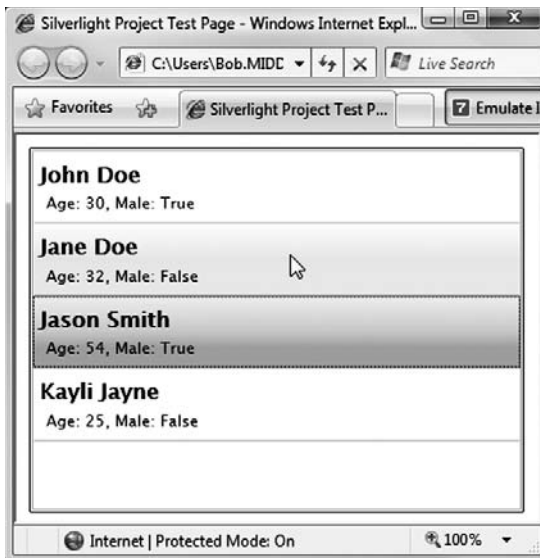 Silverlight Project Test Page - Windows Internet Expl...
C:\Users\Bob.MIDC
Live Search
Favorites
Silverlight Project Test P...
7 Emulate I
John Doe
Age: 30, Male: True
Jane Doe
Age: 32, Male: False
Jason Smith
Age: 54, Male: True
Kayli Jayne
Age: 25, Male: False
Internet | Protected Mode: On
100%